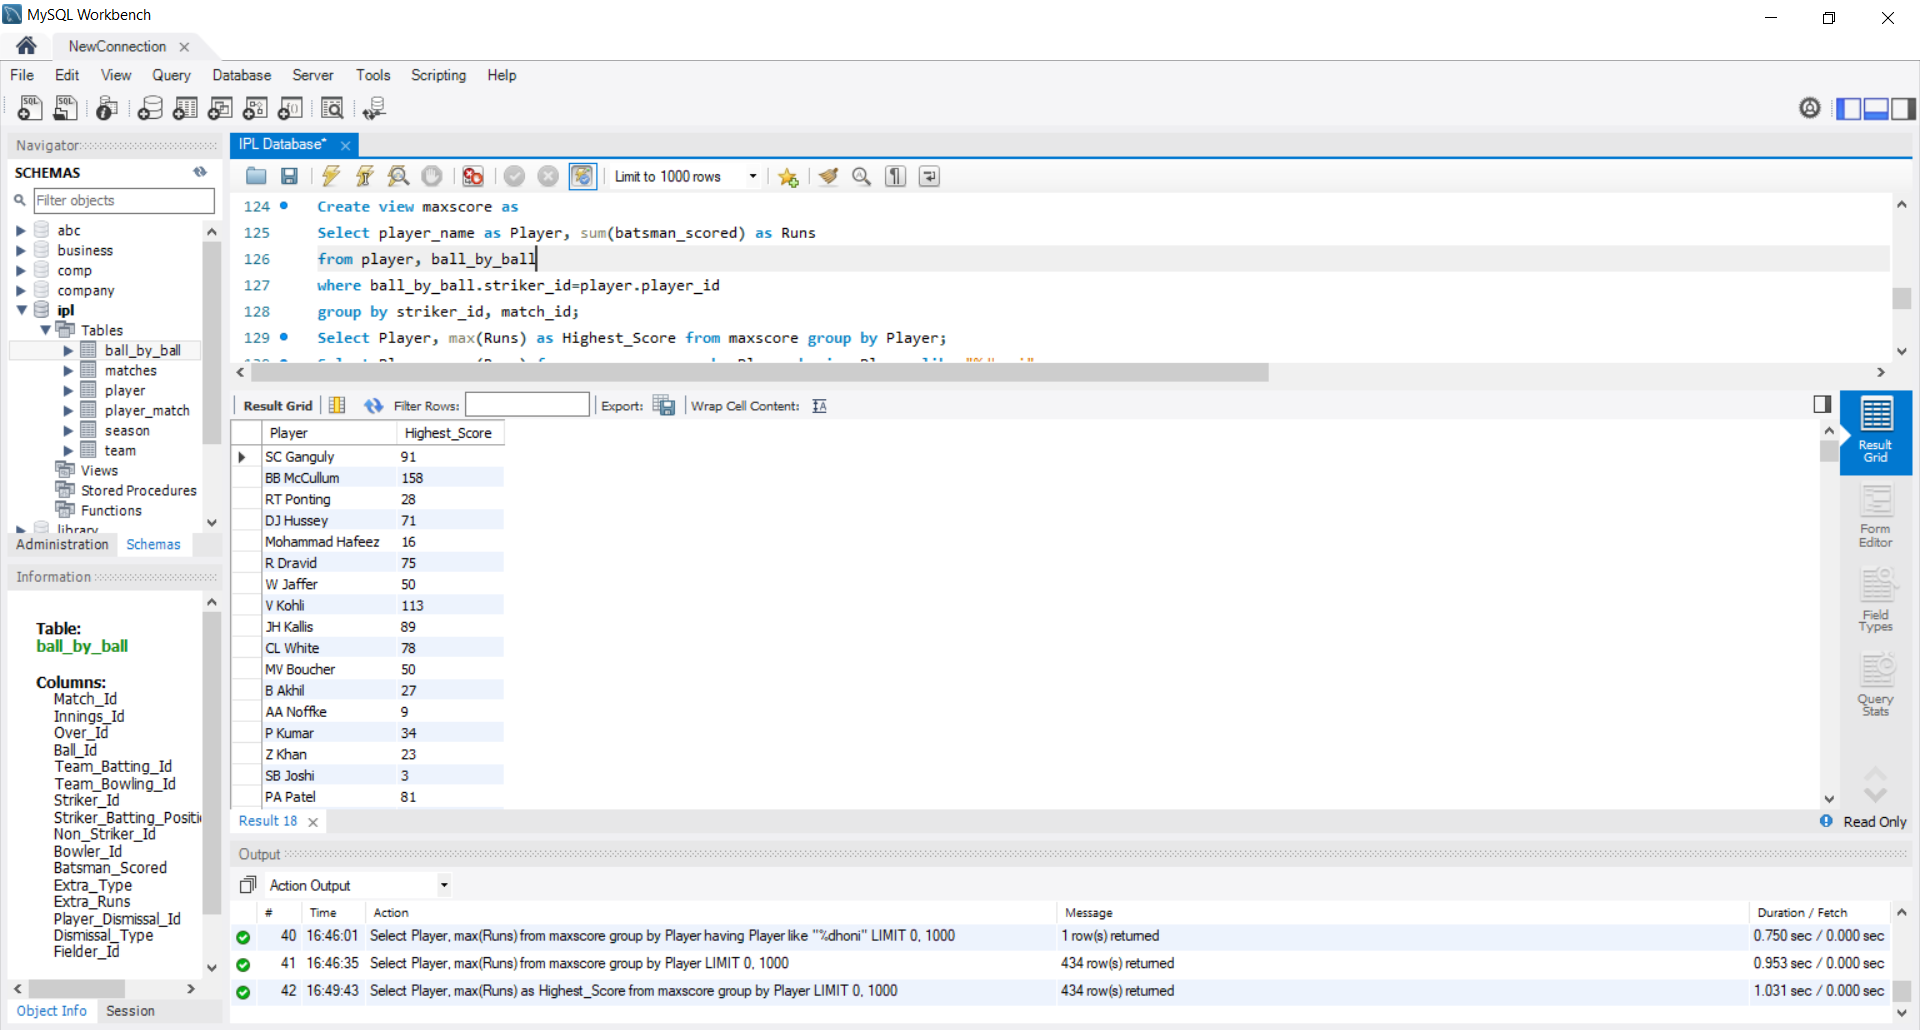 MySQL Workbench
NewConnection
File Edit View Query Database Server Tools Scripting Help
Navigator
SCHEMAS
Filter objects
abc
business
comp
company
ipl
Tables
ball_by_ball
matches
player
player_match
season
team
Views
Stored Procedures
Functions
library
Administration Schemas
Information
Table:
ball_by_ball
Columns:
Match_Id
Innings_Id
Over_Id
Ball_Id
Team_Batting_Id
Team_Bowling_Id
Striker_Id
Striker_Batting_Positi
Non_Striker_Id
Bowler_Id
Batsman_Scored
Extra_Type
Extra_Runs
Player_Dismissal_Id
Dismissal_Type
Fielder_Id
Object Info Session
IPL Database*
Limit to 1000 rows
124 Create view maxscore as
125 Select player_name as Player, sum(batsman_scored) as Runs
126 from player, ball_by_ball
127 where ball_by_ball.striker_id=player.player_id
128 group by striker_id, match_id;
129 Select Player, max(Runs) as Highest_Score from maxscore group by Player;
Result Grid Filter Rows: Export: Wrap Cell Content:
Player Highest_Score
SC Ganguly 91
BB McCullum 158
RT Ponting 28
DJ Hussey 71
Mohammad Hafeez 16
R Dravid 75
W Jaffer 50
V Kohli 113
JH Kallis 89
CL White 78
MV Boucher 50
B Akhil 27
AA Noffke 9
P Kumar 34
Z Khan 23
SB Joshi 3
PA Patel 81
Result Grid
Form Editor
Field Types
Query Stats
Result 18
Read Only
Output
Action Output
# Time Action Message Duration / Fetch
40 16:46:01 Select Player, max(Runs) from maxscore group by Player having Player like "%dhoni" LIMIT 0, 1000 1 row(s) returned 0.750 sec / 0.000 sec
41 16:46:35 Select Player, max(Runs) from maxscore group by Player LIMIT 0, 1000 434 row(s) returned 0.953 sec / 0.000 sec
42 16:49:43 Select Player, max(Runs) as Highest_Score from maxscore group by Player LIMIT 0, 1000 434 row(s) returned 1.031 sec / 0.000 sec